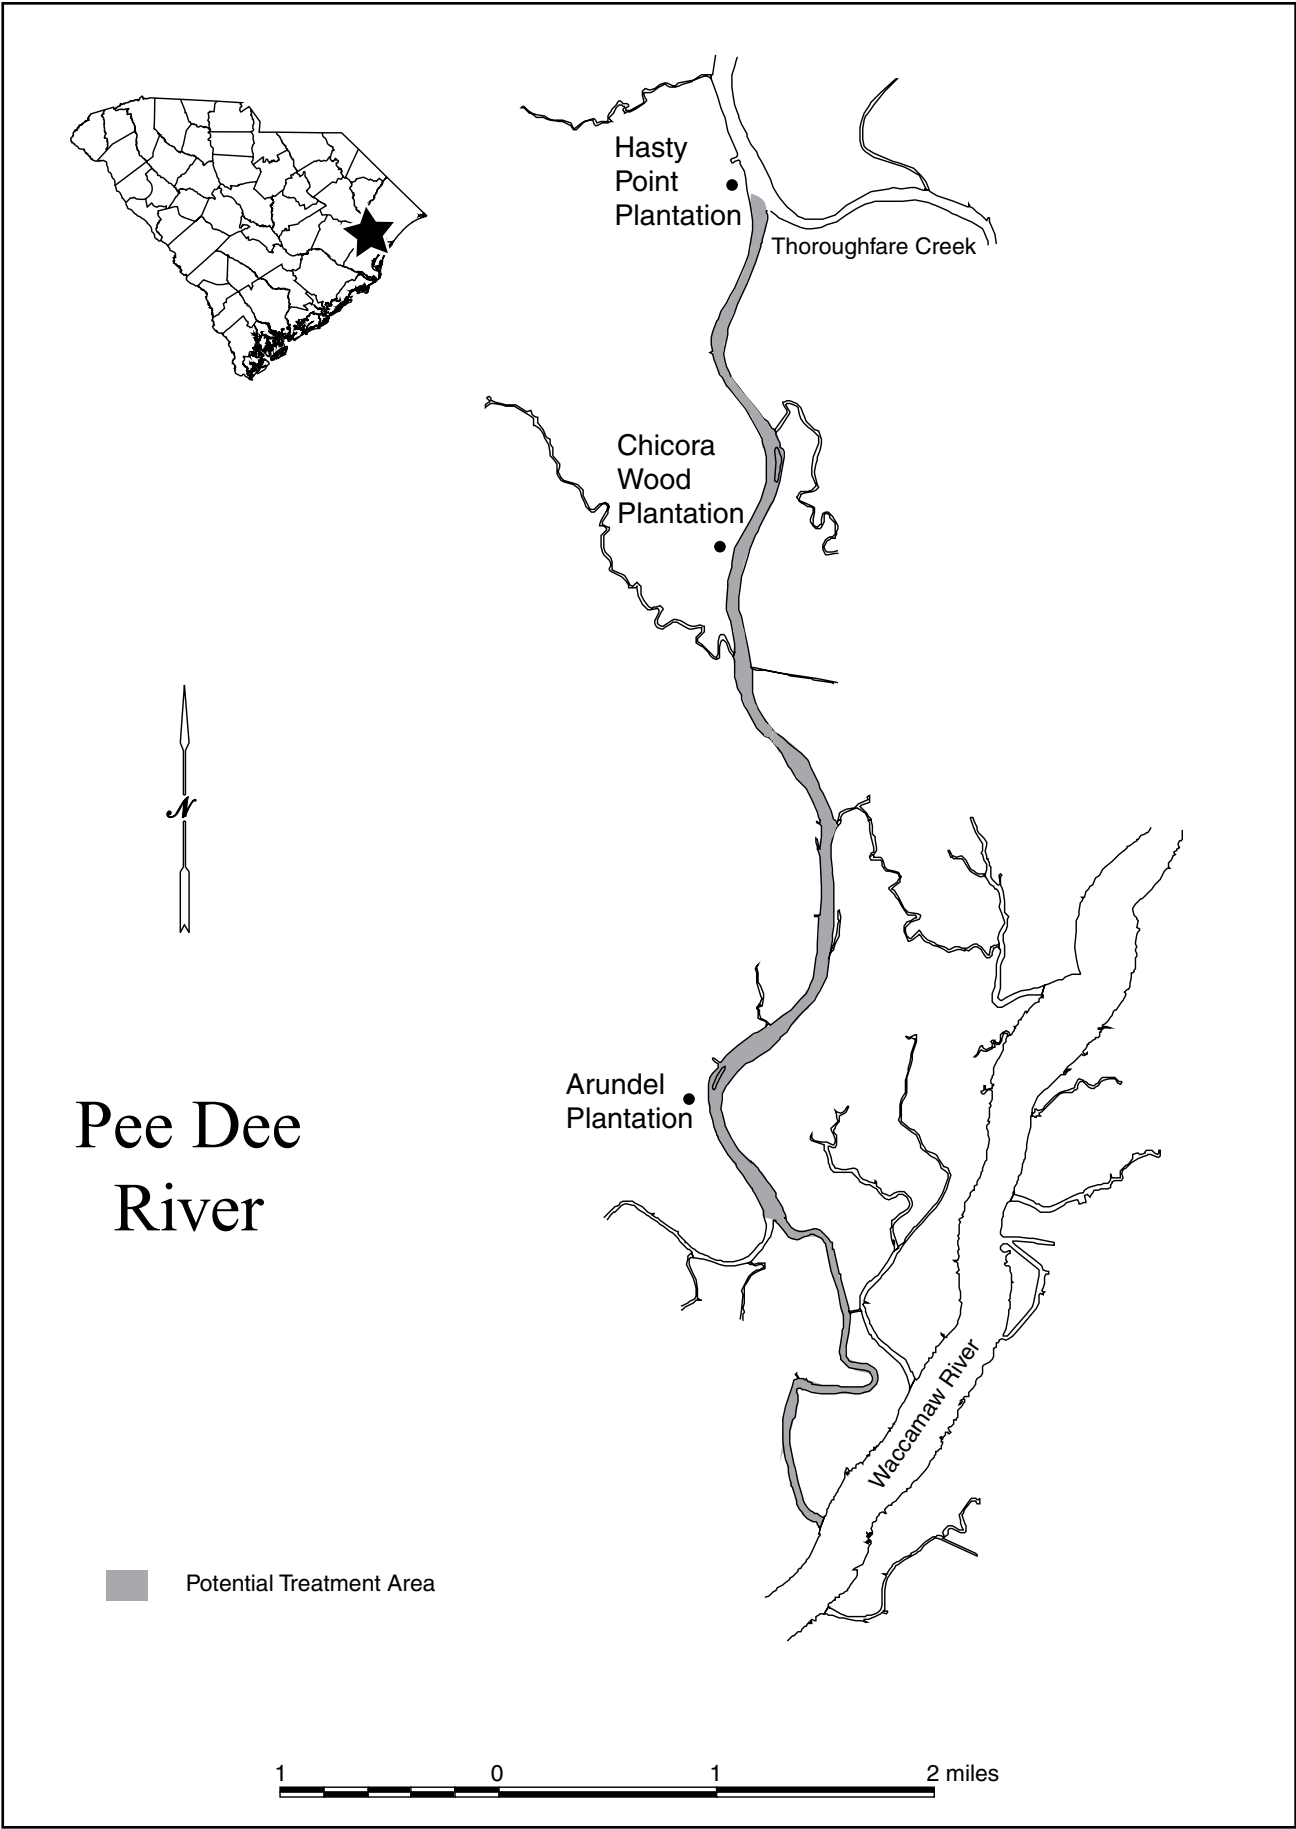 Hasty
Point
Plantation
Thoroughfare Creek
Chicora
Wood
Plantation
N
Arundel
Plantation
Pee Dee
River
Waccamaw River
Potential Treatment Area
1 0 1 2 miles